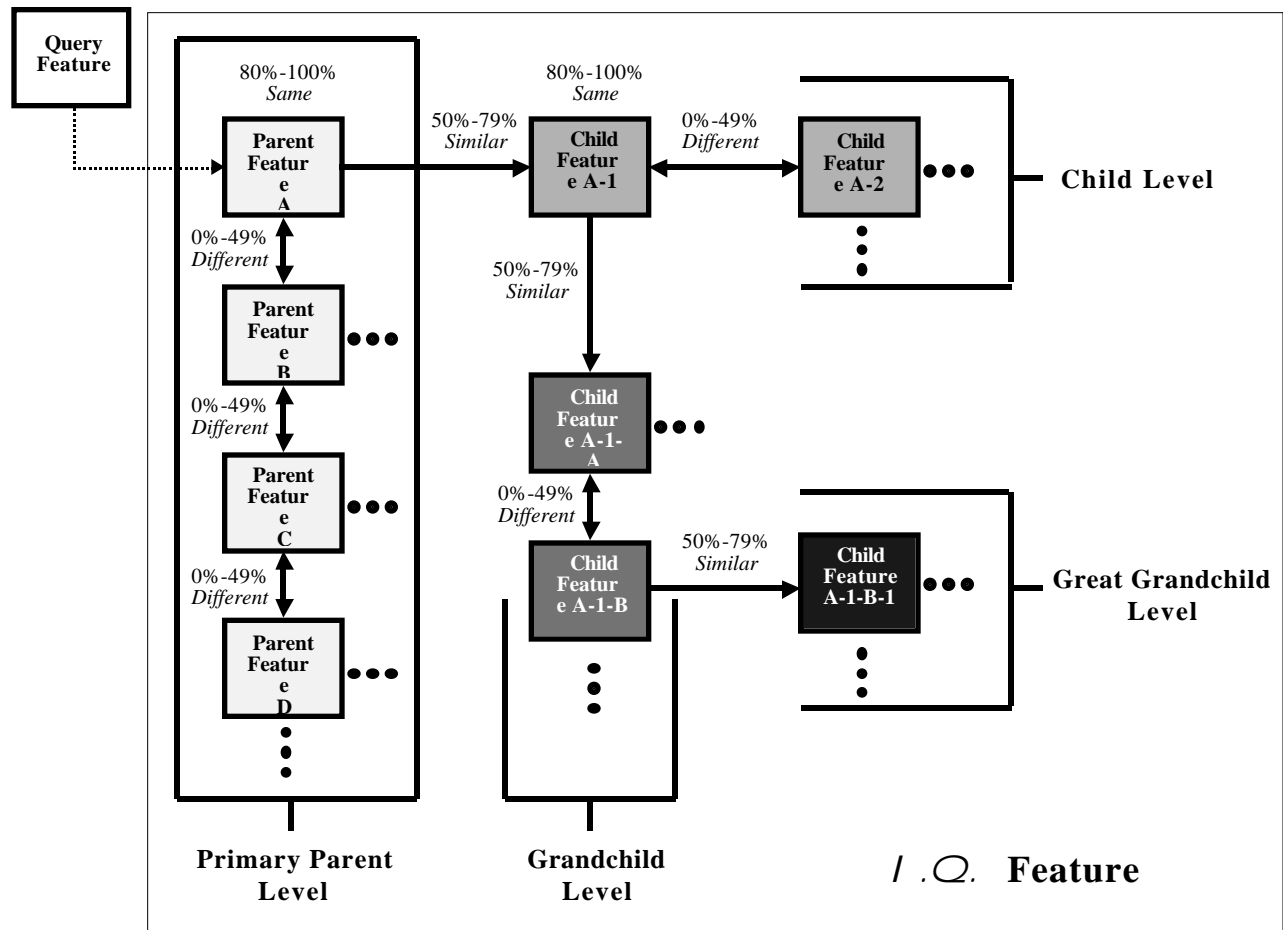 Query
Feature
80%-100%
Same
Parent
Featur
e
A
50%-79%
Similar
80%-100%
Same
Child
Featur
e A-1
0%-49%
Different
Child
Featur
e A-2
Child Level
0%-49%
Different
Parent
Featur
e
B
50%-79%
Similar
0%-49%
Different
Child
Featur
e A-1-
A
Parent
Featur
e
C
0%-49%
Different
0%-49%
Different
Child
Featur
e A-1-B
50%-79%
Similar
Child
Feature
A-1-B-1
Great Grandchild
Level
Parent
Featur
e
D
Primary Parent
Level
Grandchild
Level
I .Q. Feature